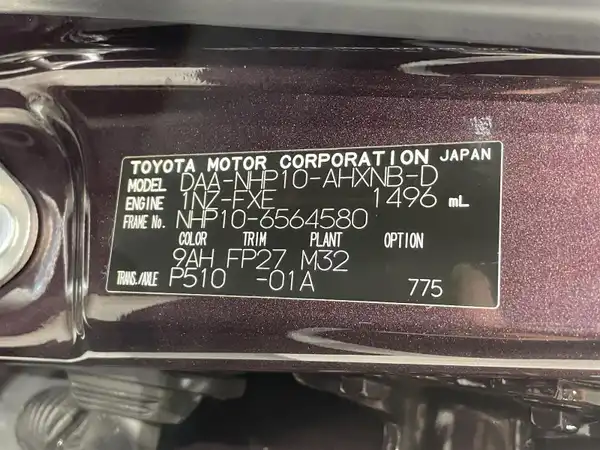 TOYOTA MOTOR CORPORATION JAPAN
MODEL DAA-NHP10-AHXNB-D
ENGINE 1NZ-FXE 1496 mL
FRAME No. NHP10-6564580
COLOR TRIM PLANT OPTION
9AH FP27 M32
TRANS./AXLE P510 -01A 775